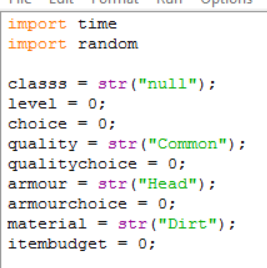 File Edit Format Run Options
import time
import random
classs = str("null");
level = 0;
choice = 0;
quality = str("Common");
qualitychoice = 0;
armour = str("Head");
armourchoice = 0;
material = str("Dirt");
itembudget = 0;